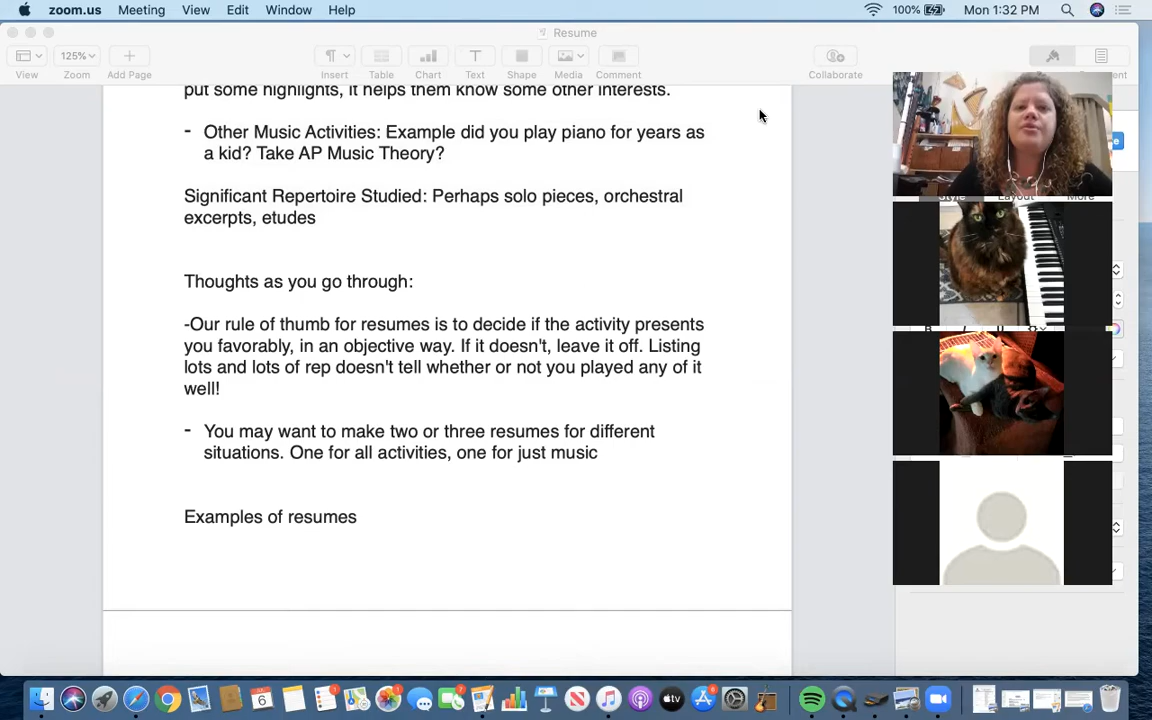 zoom.us Meeting View Edit Window Help 100% Mon 1:32 PM
Resume
125%
View Zoom Add Page Insert Table Chart Text Shape Media Comment Collaborate
put some highlights, it helps them know some other interests.
- Other Music Activities: Example did you play piano for years as
a kid? Take AP Music Theory?
Significant Repertoire Studied: Perhaps solo pieces, orchestral
excerpts, etudes
Thoughts as you go through:
-Our rule of thumb for resumes is to decide if the activity presents
you favorably, in an objective way. If it doesn't, leave it off. Listing
lots and lots of rep doesn't tell whether or not you played any of it
well!
- You may want to make two or three resumes for different
situations. One for all activities, one for just music
Examples of resumes